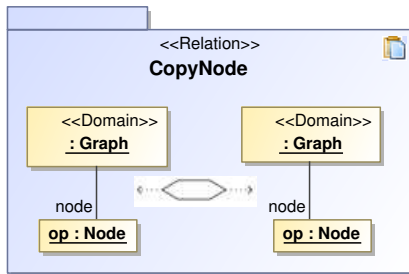 <<Relation>>
CopyNode
<<Domain>>
: Graph
<<Domain>>
: Graph
node
node
op : Node
op : Node